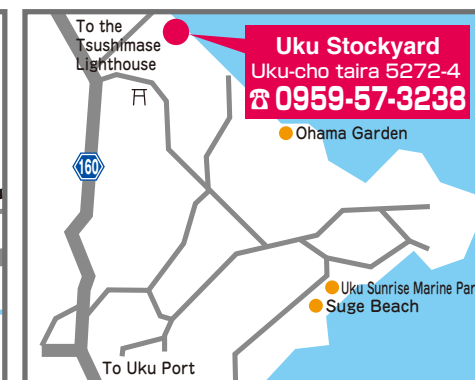 To the
Tsushimase
Lighthouse
Uku Stockyard
Uku-cho taira 5272-4
☎ 0959-57-3238
Ohama Garden
160
Uku Sunrise Marine Par
Suge Beach
To Uku Port